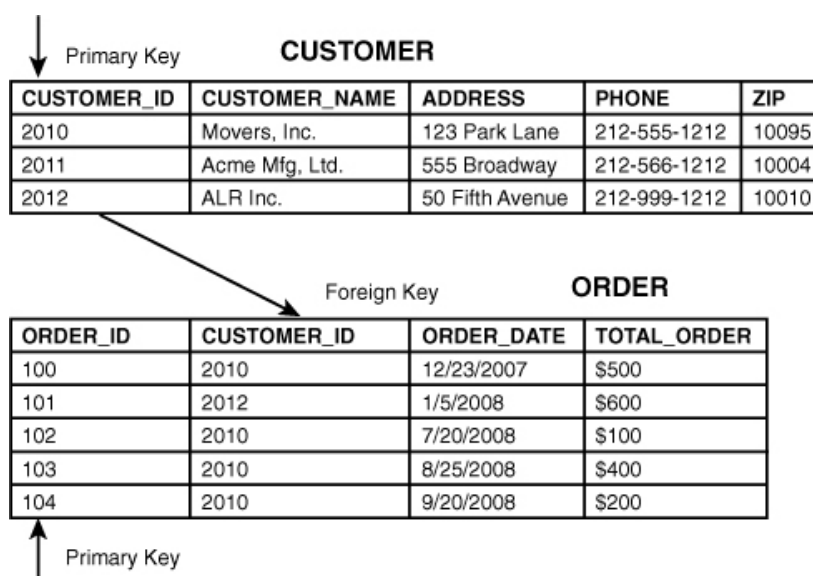 Primary Key CUSTOMER
CUSTOMER_ID CUSTOMER_NAME ADDRESS PHONE ZIP
2010 Movers, Inc. 123 Park Lane 212-555-1212 10095
2011 Acme Mfg, Ltd. 555 Broadway 212-566-1212 10004
2012 ALR Inc. 50 Fifth Avenue 212-999-1212 10010
Foreign Key ORDER
ORDER_ID CUSTOMER_ID ORDER_DATE TOTAL_ORDER
100 2010 12/23/2007 $500
101 2012 1/5/2008 $600
102 2010 7/20/2008 $100
103 2010 8/25/2008 $400
104 2010 9/20/2008 $200
Primary Key